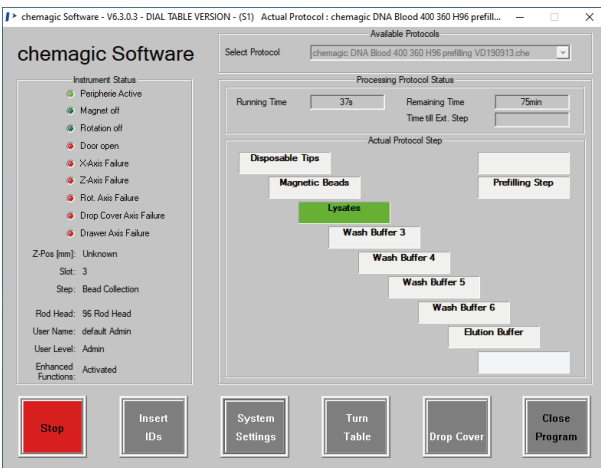 chemagic Software - V6.3.0.3 - DIAL TABLE VERSION - (S1) Actual Protocol : chemagic DNA Blood 400 360 H96 prefill...
chemagic Software
Available Protocols
Select Protocol
chemagic DNA Blood 400 360 H96 prefilling VD190913.che
Instrument Status
Peripherie Active
Magnet off
Rotation off
Door open
X-Axis Failure
Z-Axis Failure
Rot. Axis Failure
Drop Cover Axis Failure
Drawer Axis Failure
Z-Pos [mm]: Unknown
Slot: 3
Step: Bead Collection
Rod Head: 96 Rod Head
User Name: default Admin
User Level: Admin
Enhanced Functions: Activated
Processing Protocol Status
Running Time 37s Remaining Time 75min
Time till Ext. Step
Actual Protocol Step
Disposable Tips
Magnetic Beads Prefilling Step
Lysates
Wash Buffer 3
Wash Buffer 4
Wash Buffer 5
Wash Buffer 6
Elution Buffer
Stop
Insert
IDs
System
Settings
Turn
Table
Drop Cover
Close
Program